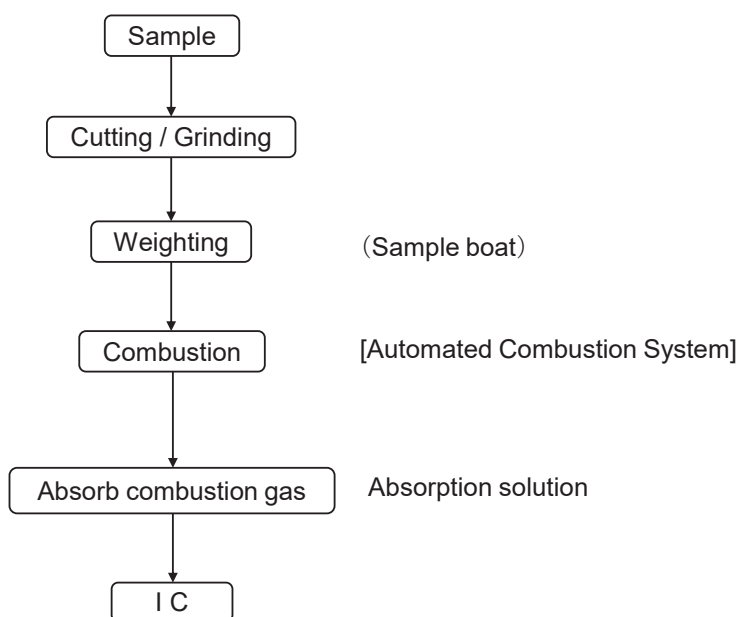 Sample
Cutting / Grinding
Weighting
（Sample boat）
Combustion
[Automated Combustion System]
Absorb combustion gas
Absorption solution
I C